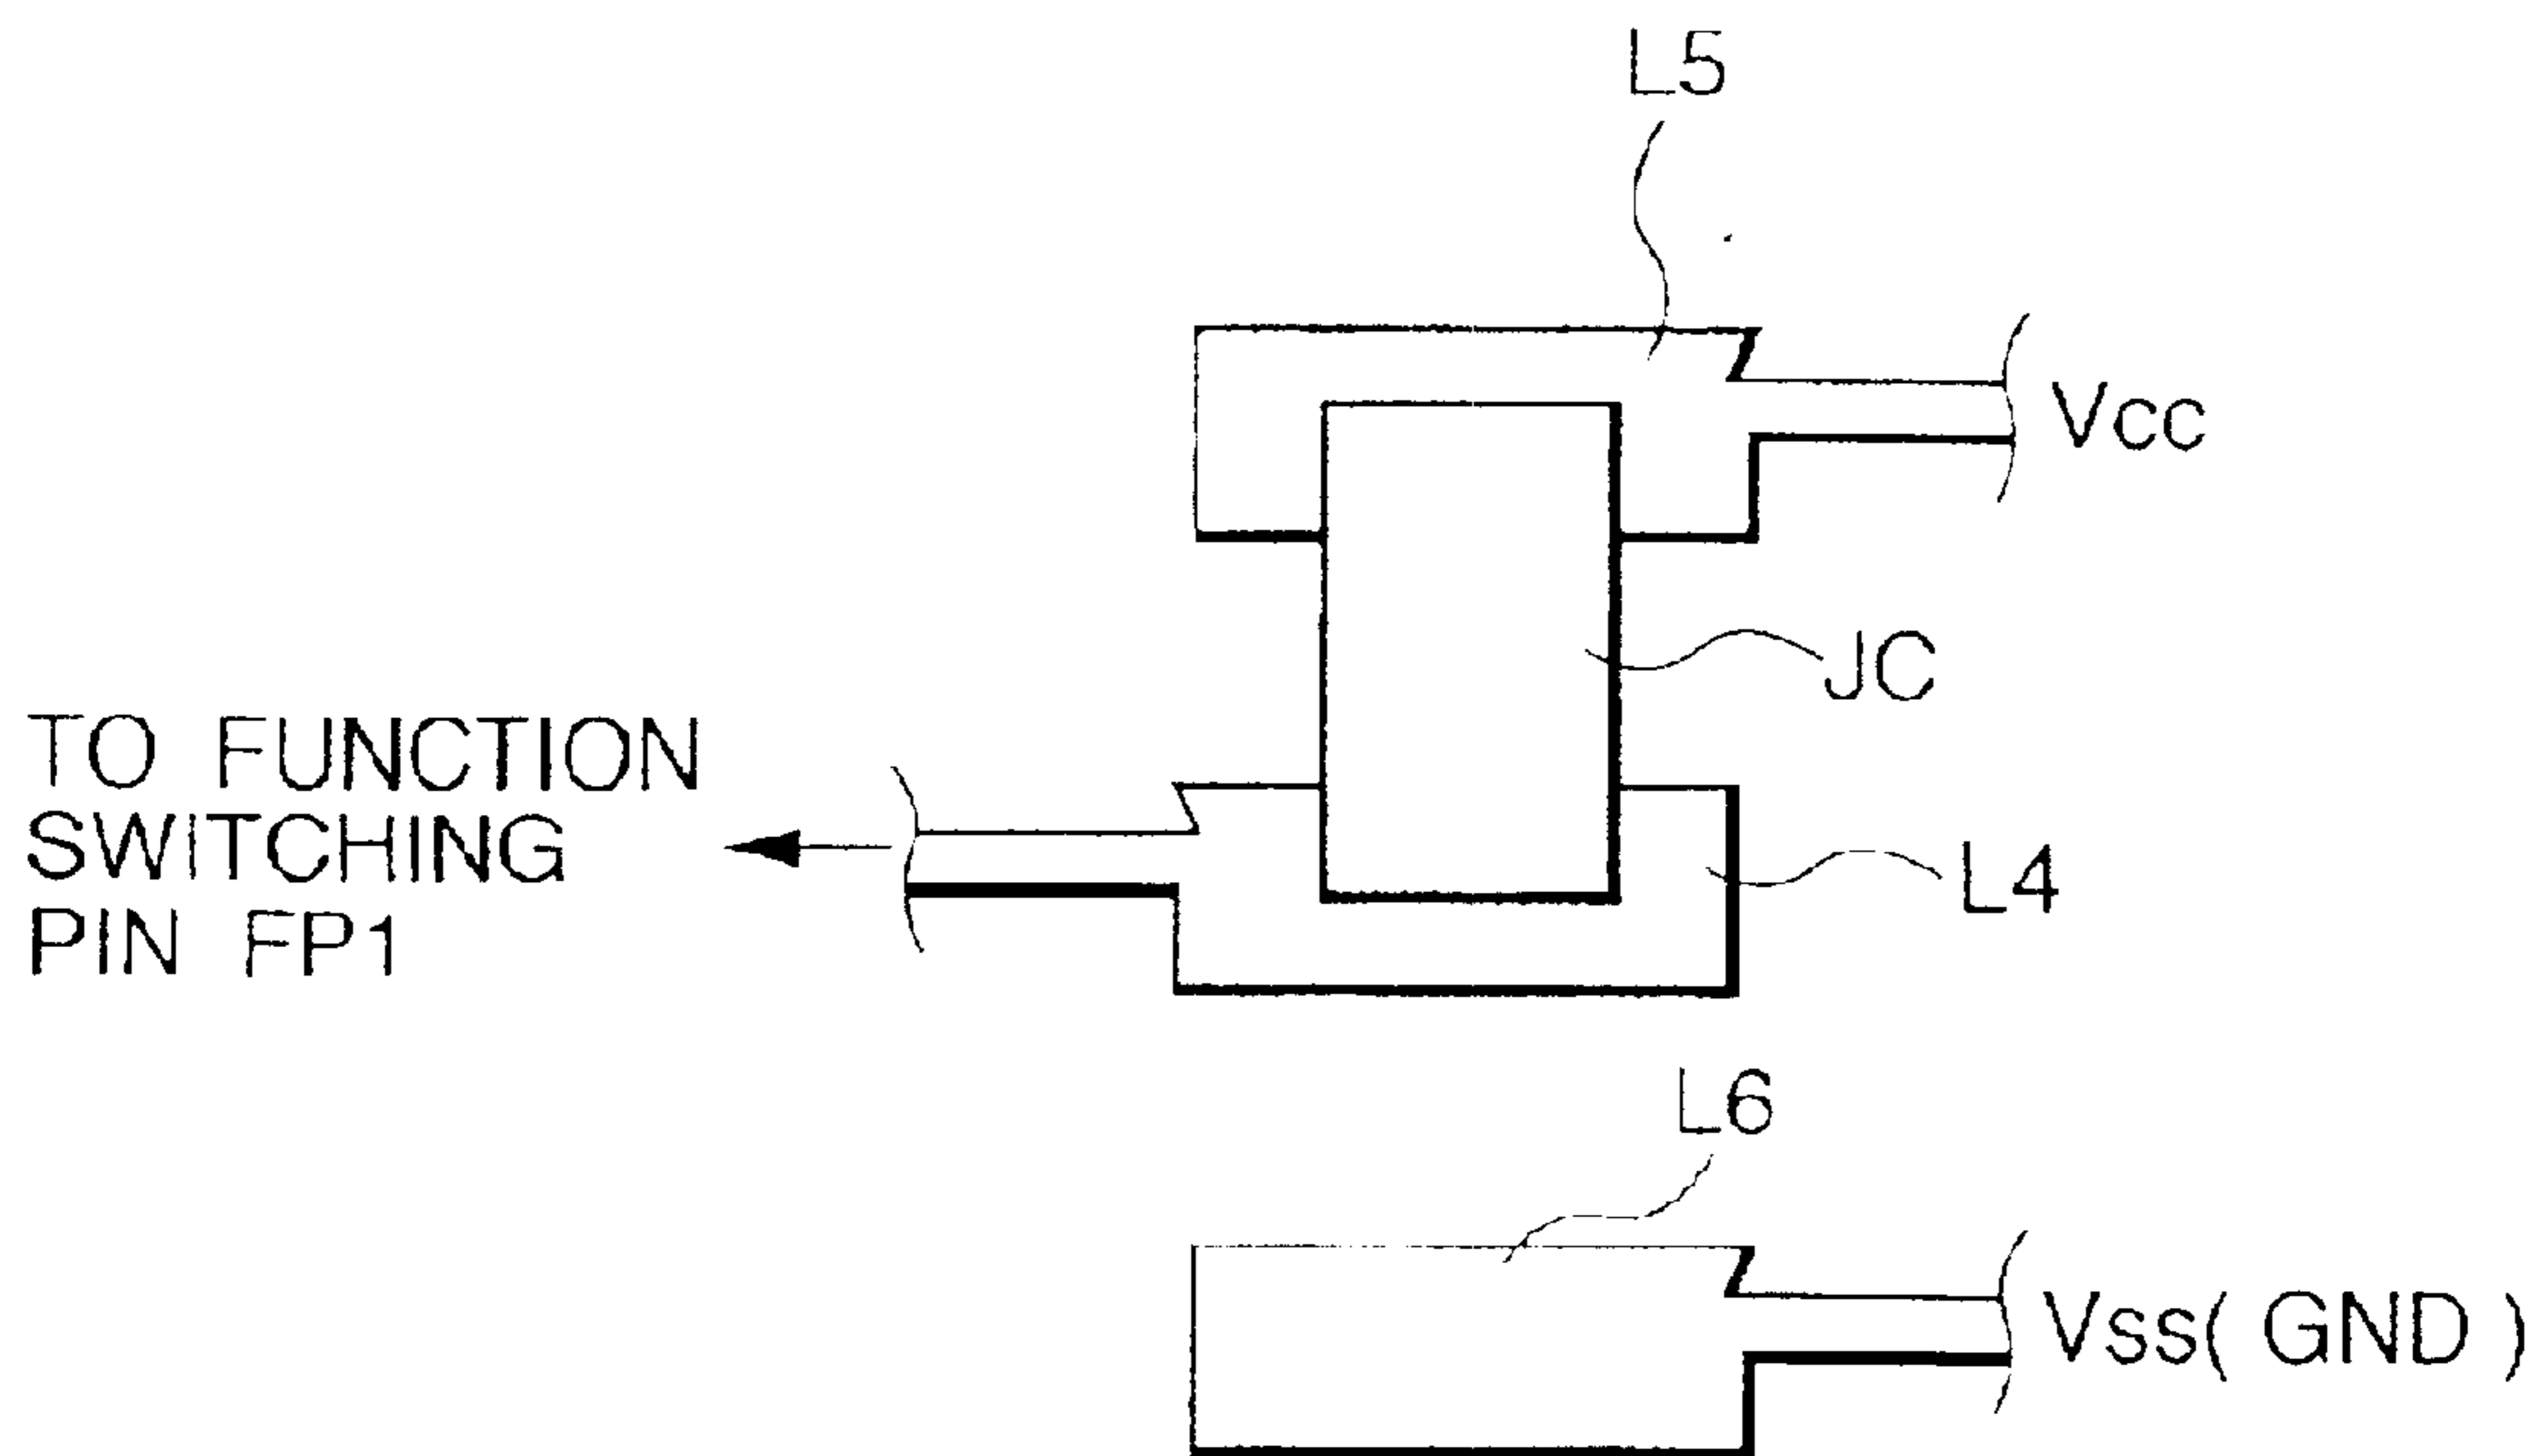 L5
Vcc
JC
TO FUNCTION
SWITCHING
PIN FP1
L4
L6
Vss( GND )